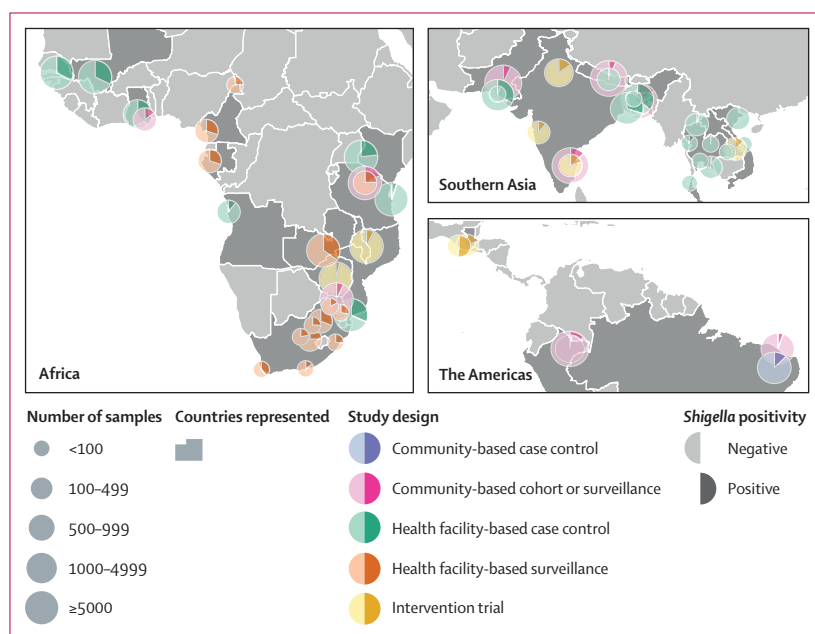 Africa
Southern Asia
The Americas
Number of samples
<100
100–499
500–999
1000–4999
≥5000
Countries represented
Study design
Community-based case control
Community-based cohort or surveillance
Health facility-based case control
Health facility-based surveillance
Intervention trial
Shigella positivity
Negative
Positive